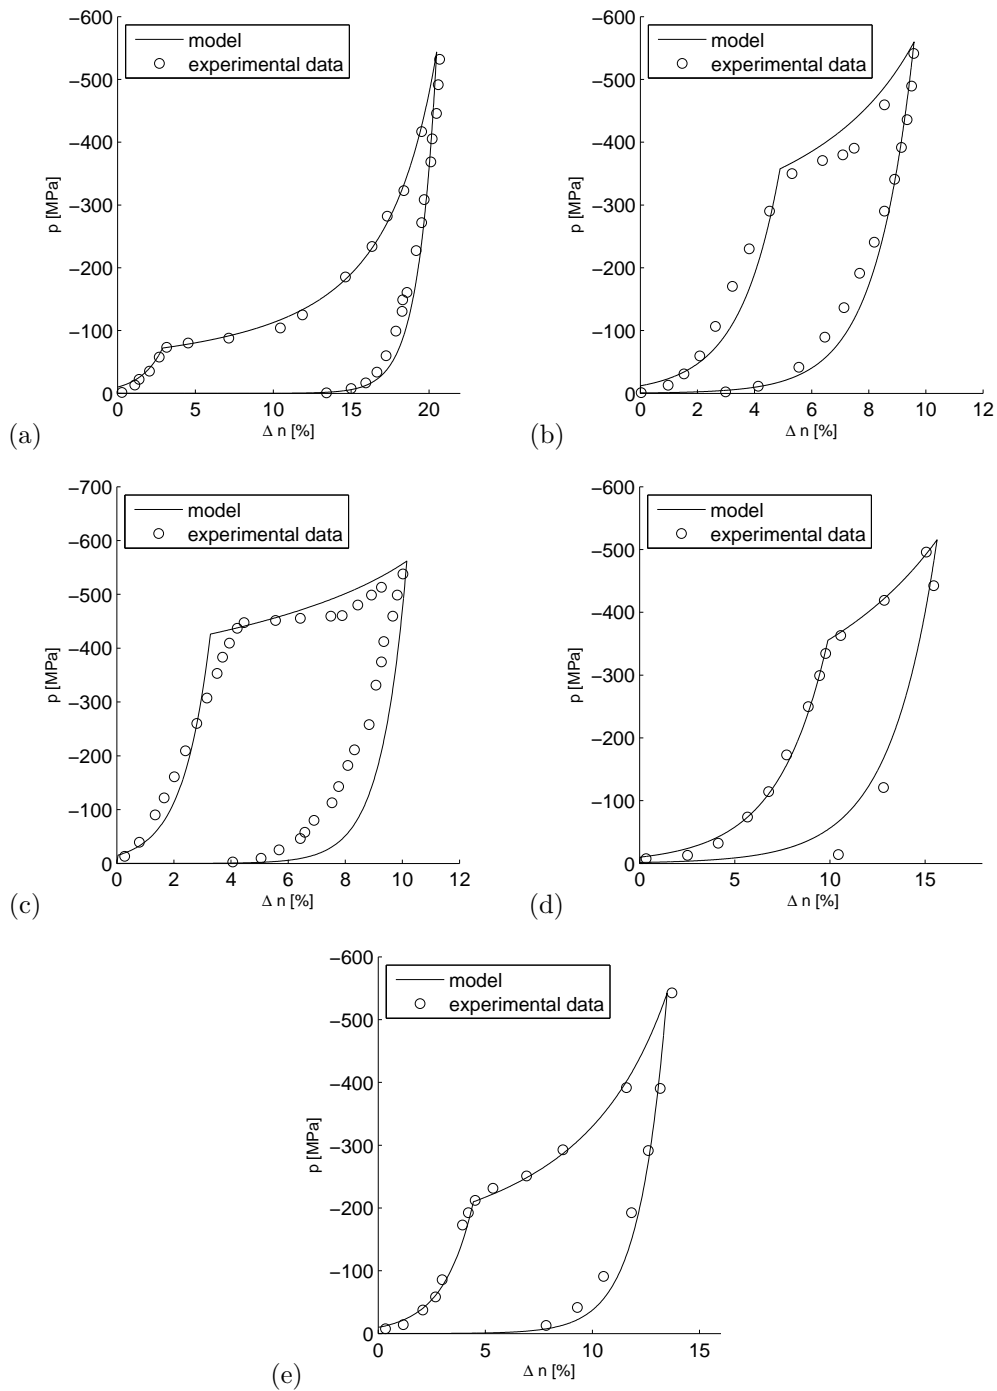 −600
−500
−400
−300
−200
−100
0
p [MPa]
model
experimental data
0 5 10 15 20
Δ n [%]
(a)
−600
−500
−400
−300
−200
−100
0
p [MPa]
model
experimental data
0 2 4 6 8 10 12
Δ n [%]
(b)
−700
−600
−500
−400
−300
−200
−100
0
p [MPa]
model
experimental data
0 2 4 6 8 10 12
Δ n [%]
(c)
−600
−500
−400
−300
−200
−100
0
p [MPa]
model
experimental data
0 5 10 15
Δ n [%]
(d)
−600
−500
−400
−300
−200
−100
0
p [MPa]
model
experimental data
0 5 10 15
Δ n [%]
(e)